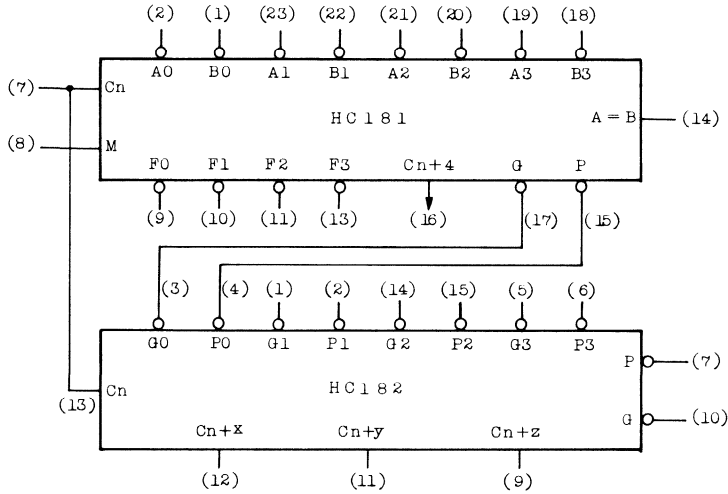 (2) (1) (23) (22) (21) (20) (19) (18)
A0 B0 A1 B1 A2 B2 A3 B3
(7) Cn
HC181 A=B (14)
(8) M
F0 F1 F2 F3 Cn+4 G P
(9) (10) (11) (13) (16) (17) (15)
(3) (4) (1) (2) (14) (15) (5) (6)
G0 P0 G1 P1 G2 P2 G3 P3
P (7)
(13) Cn HC182
G (10)
Cn+x Cn+y Cn+z
(12) (11) (9)